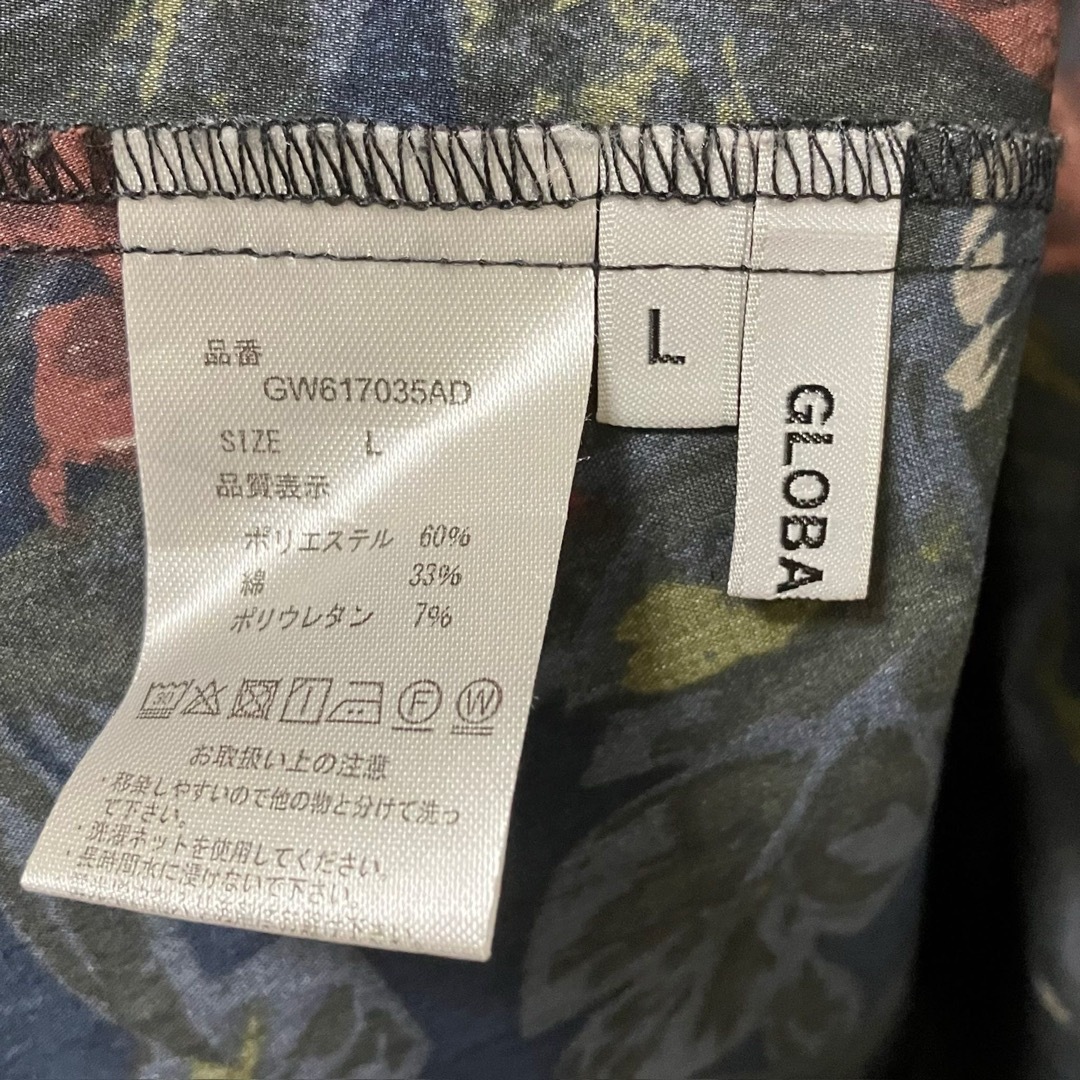 品番
GW617035AD
SIZE L
品質表示
ポリエステル 60%
綿 33%
ポリウレタン 7%
30
F
W
お取扱い上の注意
・移染しやすいので他の物と分けて洗っ
て下さい。
・洗濯ネットを使用してください。
・長時間水に浸けないで下さい。
L
GLOBA